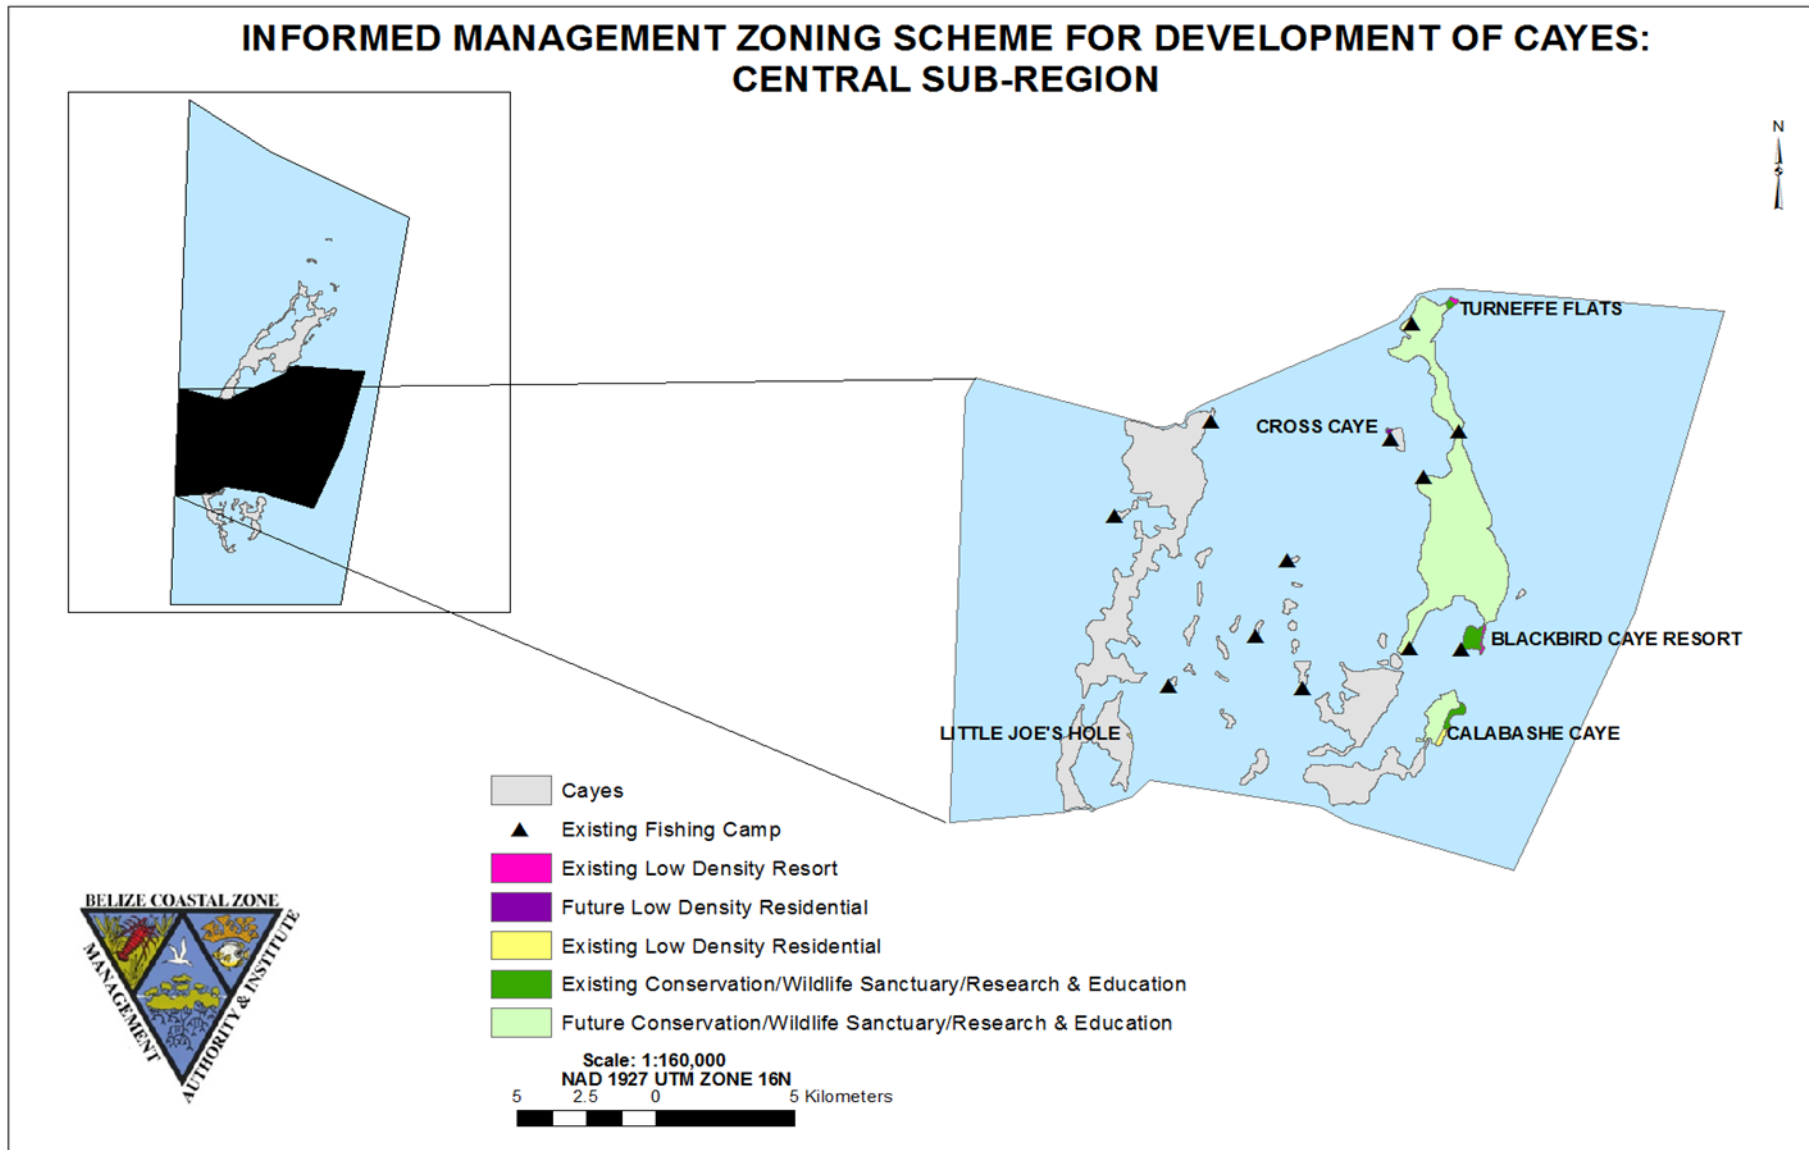 INFORMED MANAGEMENT ZONING SCHEME FOR DEVELOPMENT OF CAYES:
CENTRAL SUB-REGION
N
TURNEFFE FLATS
CROSS CAYE
BLACKBIRD CAYE RESORT
LITTLE JOE'S HOLE
CALABASHE CAYE
Cayes
Existing Fishing Camp
Existing Low Density Resort
Future Low Density Residential
Existing Low Density Residential
Existing Conservation/Wildlife Sanctuary/Research & Education
Future Conservation/Wildlife Sanctuary/Research & Education
Scale: 1:160,000
NAD 1927 UTM ZONE 16N
5 2.5 0 5 Kilometers
BELIZE COASTAL ZONE
MANAGEMENT
AUTHORITY & INSTITUTE